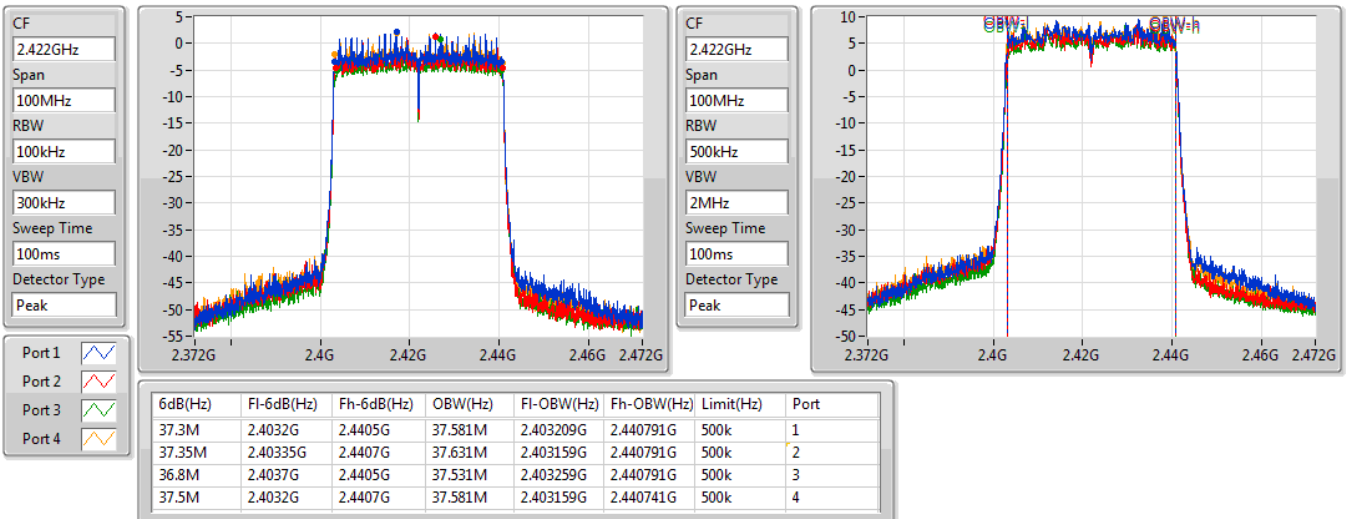 CF
2.422GHz
Span
100MHz
RBW
100kHz
VBW
300kHz
Sweep Time
100ms
Detector Type
Peak
5
0
-5
-10
-15
-20
-25
-30
-35
-40
-45
-50
-55
2.372G 2.4G 2.42G 2.44G 2.46G 2.472G
CF
2.422GHz
Span
100MHz
RBW
500kHz
VBW
2MHz
Sweep Time
100ms
Detector Type
Peak
OBW-l OBW-h
10
5
0
-5
-10
-15
-20
-25
-30
-35
-40
-45
-50
2.372G 2.4G 2.42G 2.44G 2.46G 2.472G
Port 1
Port 2
Port 3
Port 4
6dB(Hz) Fl-6dB(Hz) Fh-6dB(Hz) OBW(Hz) Fl-OBW(Hz) Fh-OBW(Hz) Limit(Hz) Port
37.3M 2.4032G 2.4405G 37.581M 2.403209G 2.440791G 500k 1
37.35M 2.40335G 2.4407G 37.631M 2.403159G 2.440791G 500k 2
36.8M 2.4037G 2.4405G 37.531M 2.403259G 2.440791G 500k 3
37.5M 2.4032G 2.4407G 37.581M 2.403159G 2.440741G 500k 4